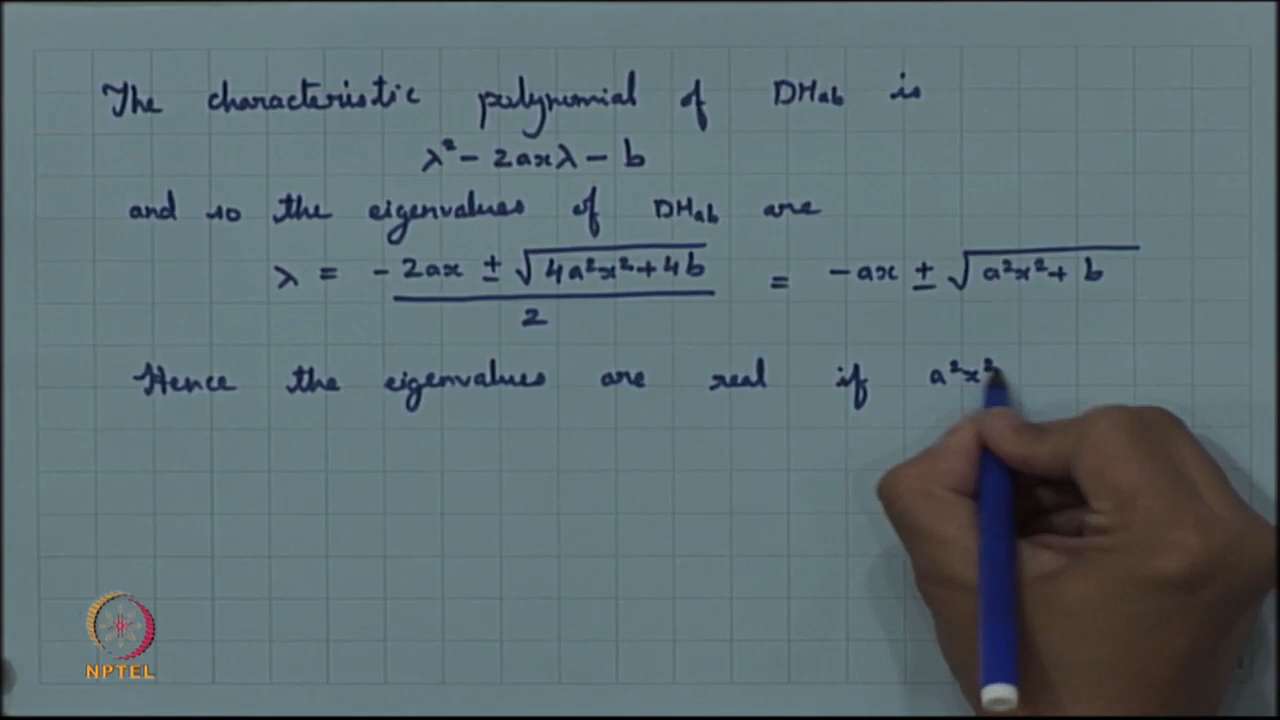 The characteristic polynomial of DHab is
λ² - 2axλ - b
and so the eigenvalues of DHab are
λ = (-2ax ± √(4a²x² + 4b)) / 2 = -ax ± √(a²x² + b)
Hence the eigenvalues are real if a²x²
NPTEL